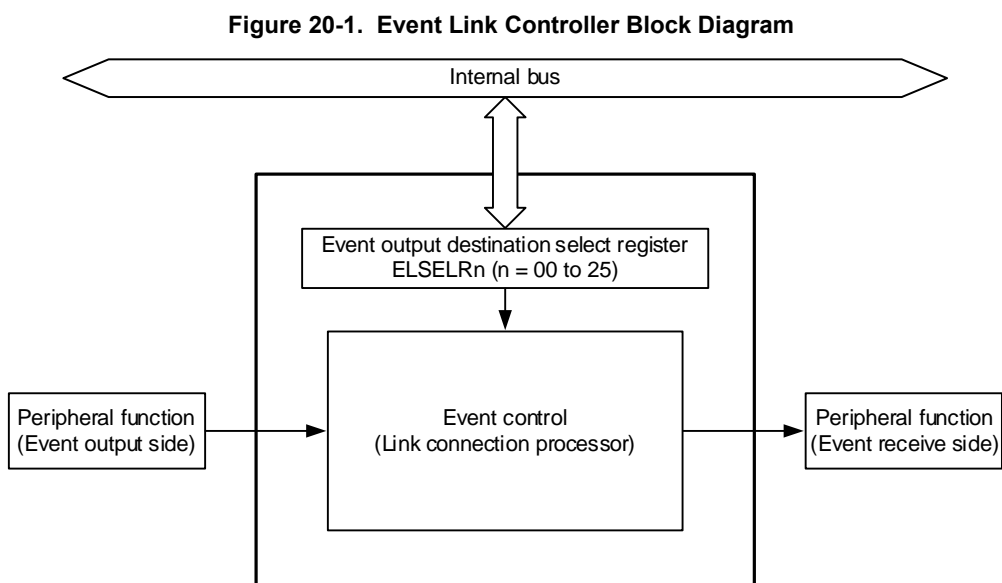 Figure 20-1. Event Link Controller Block Diagram
Internal bus
Event output destination select register
ELSELRn (n = 00 to 25)
Peripheral function
(Event output side)
Event control
(Link connection processor)
Peripheral function
(Event receive side)